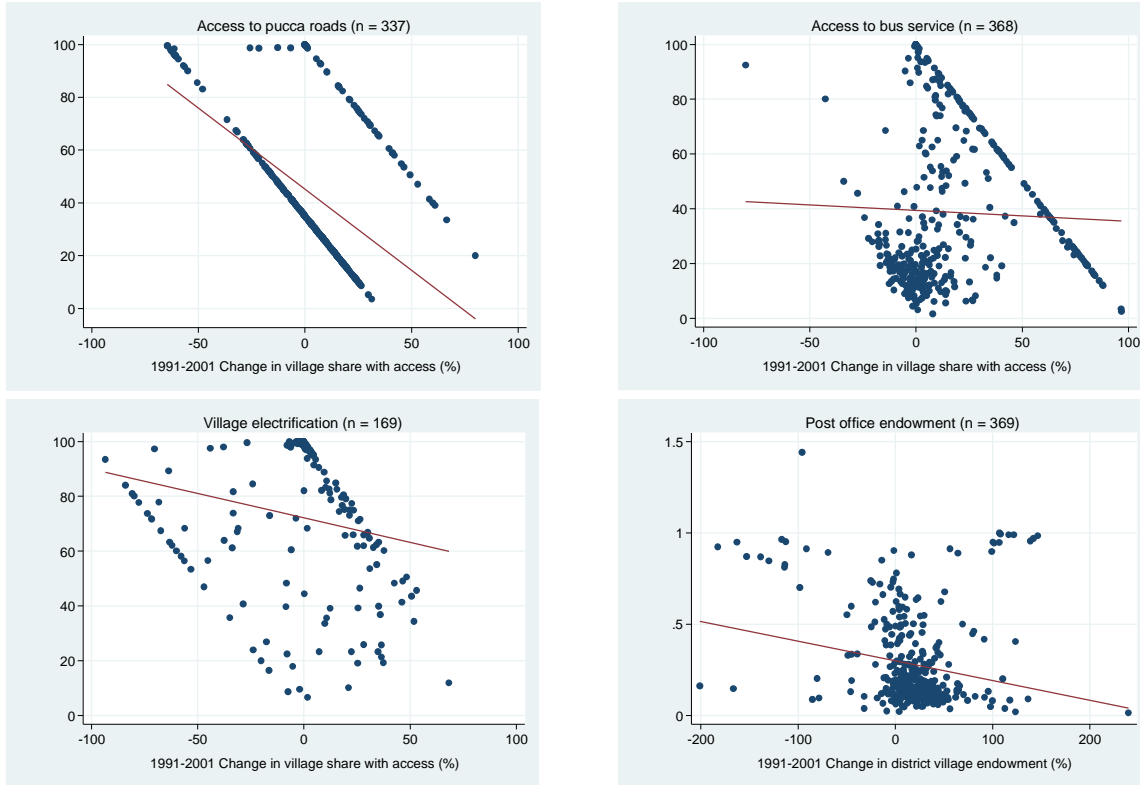 Access to pucca roads (n = 337)
100
80
60
40
20
0
-100 -50 0 50 100
1991-2001 Change in village share with access (%)
Access to bus service (n = 368)
100
80
60
40
20
0
-100 -50 0 50 100
1991-2001 Change in village share with access (%)
Village electrification (n = 169)
100
80
60
40
20
0
-100 -50 0 50 100
1991-2001 Change in village share with access (%)
Post office endowment (n = 369)
1.5
1
.5
0
-200 -100 0 100 200
1991-2001 Change in district village endowment (%)